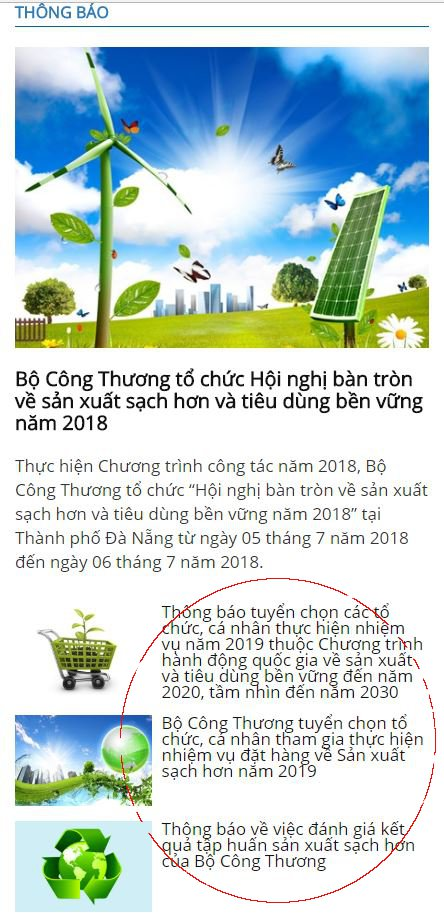 THÔNG BÁO
Bộ Công Thương tổ chức Hội nghị bàn tròn
về sản xuất sạch hơn và tiêu dùng bền vững
năm 2018
Thực hiện Chương trình công tác năm 2018, Bộ
Công Thương tổ chức “Hội nghị bàn tròn về sản xuất
sạch hơn và tiêu dùng bền vững năm 2018” tại
Thành phố Đà Nẵng từ ngày 05 tháng 7 năm 2018
đến ngày 06 tháng 7 năm 2018.
Thông báo tuyển chọn các tổ
chức, cá nhân thực hiện nhiệm
vụ năm 2019 thuộc Chương trình
hành động quốc gia về sản xuất
và tiêu dùng bền vững đến năm
2020, tầm nhìn đến năm 2030
Bộ Công Thương tuyển chọn tổ
chức, cá nhân tham gia thực hiện
nhiệm vụ đặt hàng về Sản xuất
sạch hơn năm 2019
Thông báo về việc đánh giá kết
quả tập huấn sản xuất sạch hơn
của Bộ Công Thương